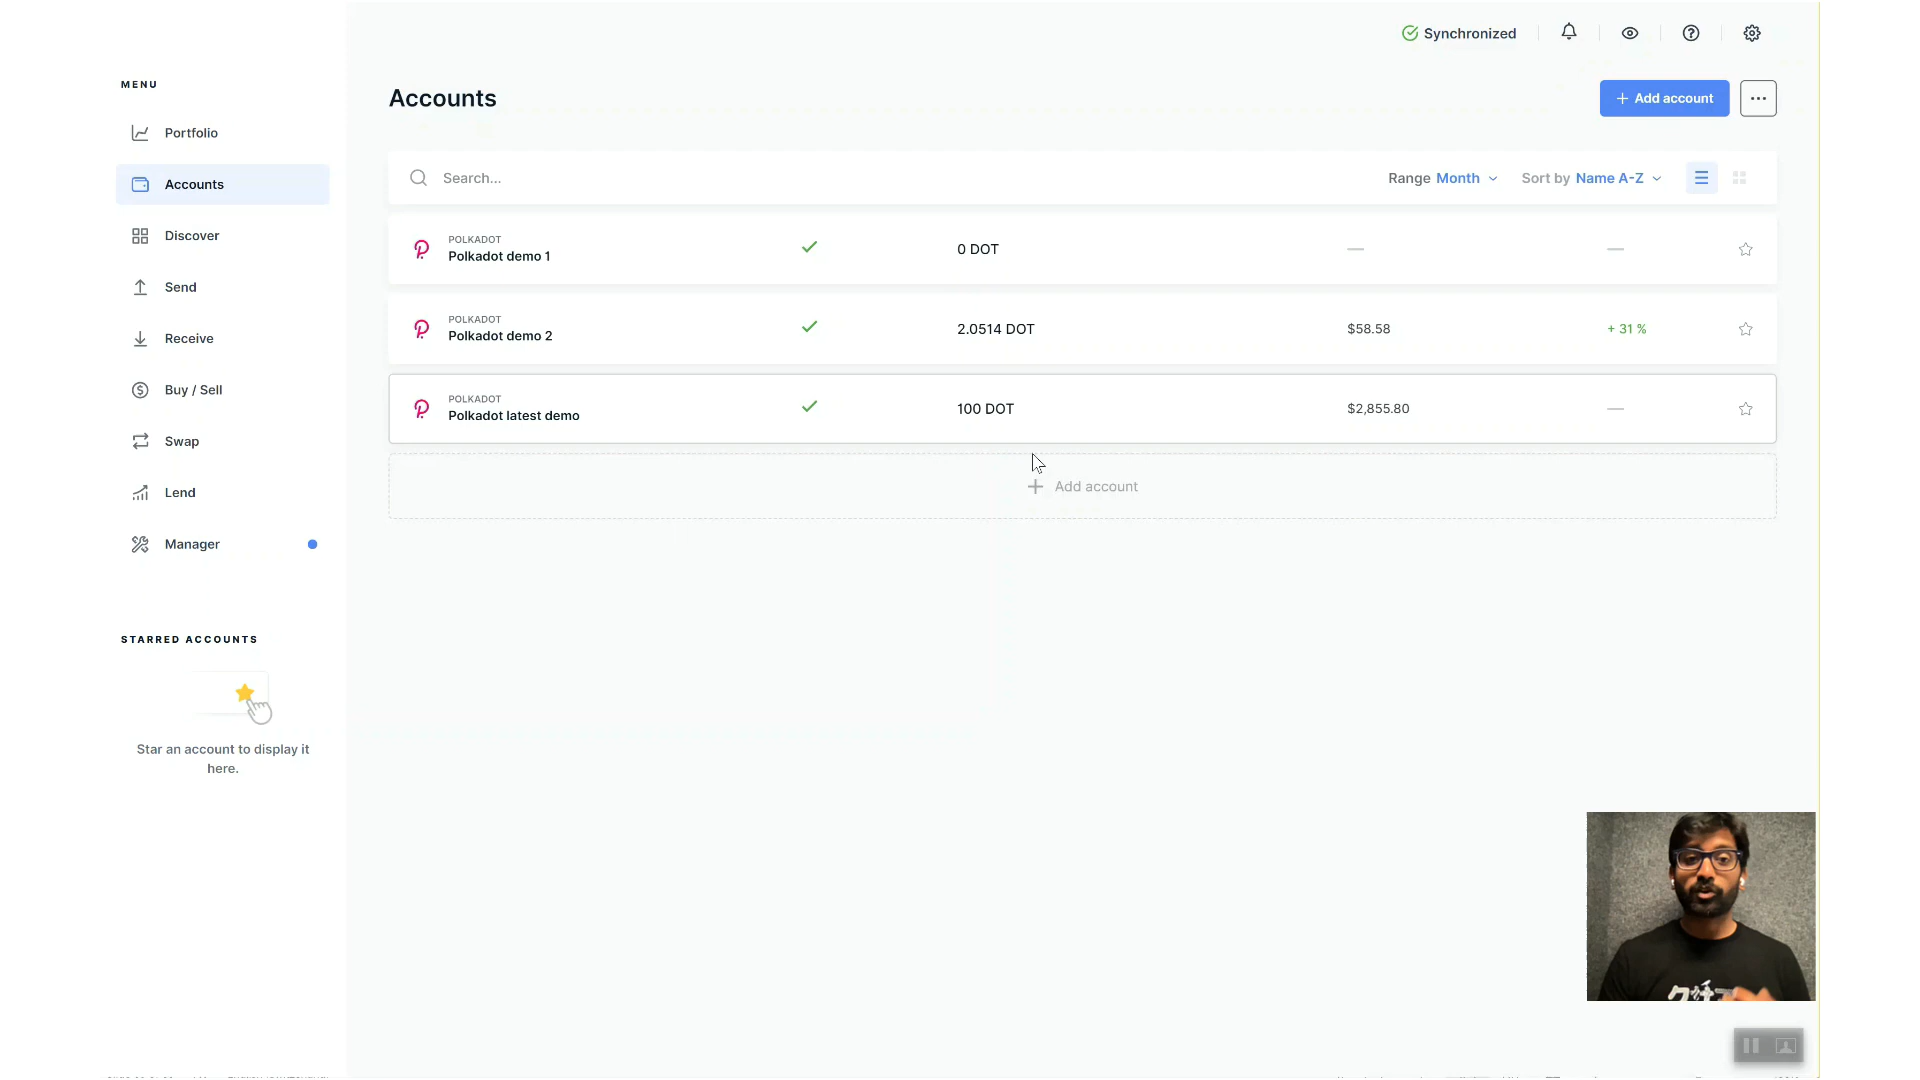 Synchronized
MENU
Portfolio
Accounts
Discover
Send
Receive
Buy / Sell
Swap
Lend
Manager
STARRED ACCOUNTS
Star an account to display it
here.
Accounts
+ Add account
Search...
Range Month
Sort by Name A-Z
POLKADOT
Polkadot demo 1
0 DOT
—
—
POLKADOT
Polkadot demo 2
2.0514 DOT
$58.58
+ 31 %
POLKADOT
Polkadot latest demo
100 DOT
$2,855.80
—
+ Add account